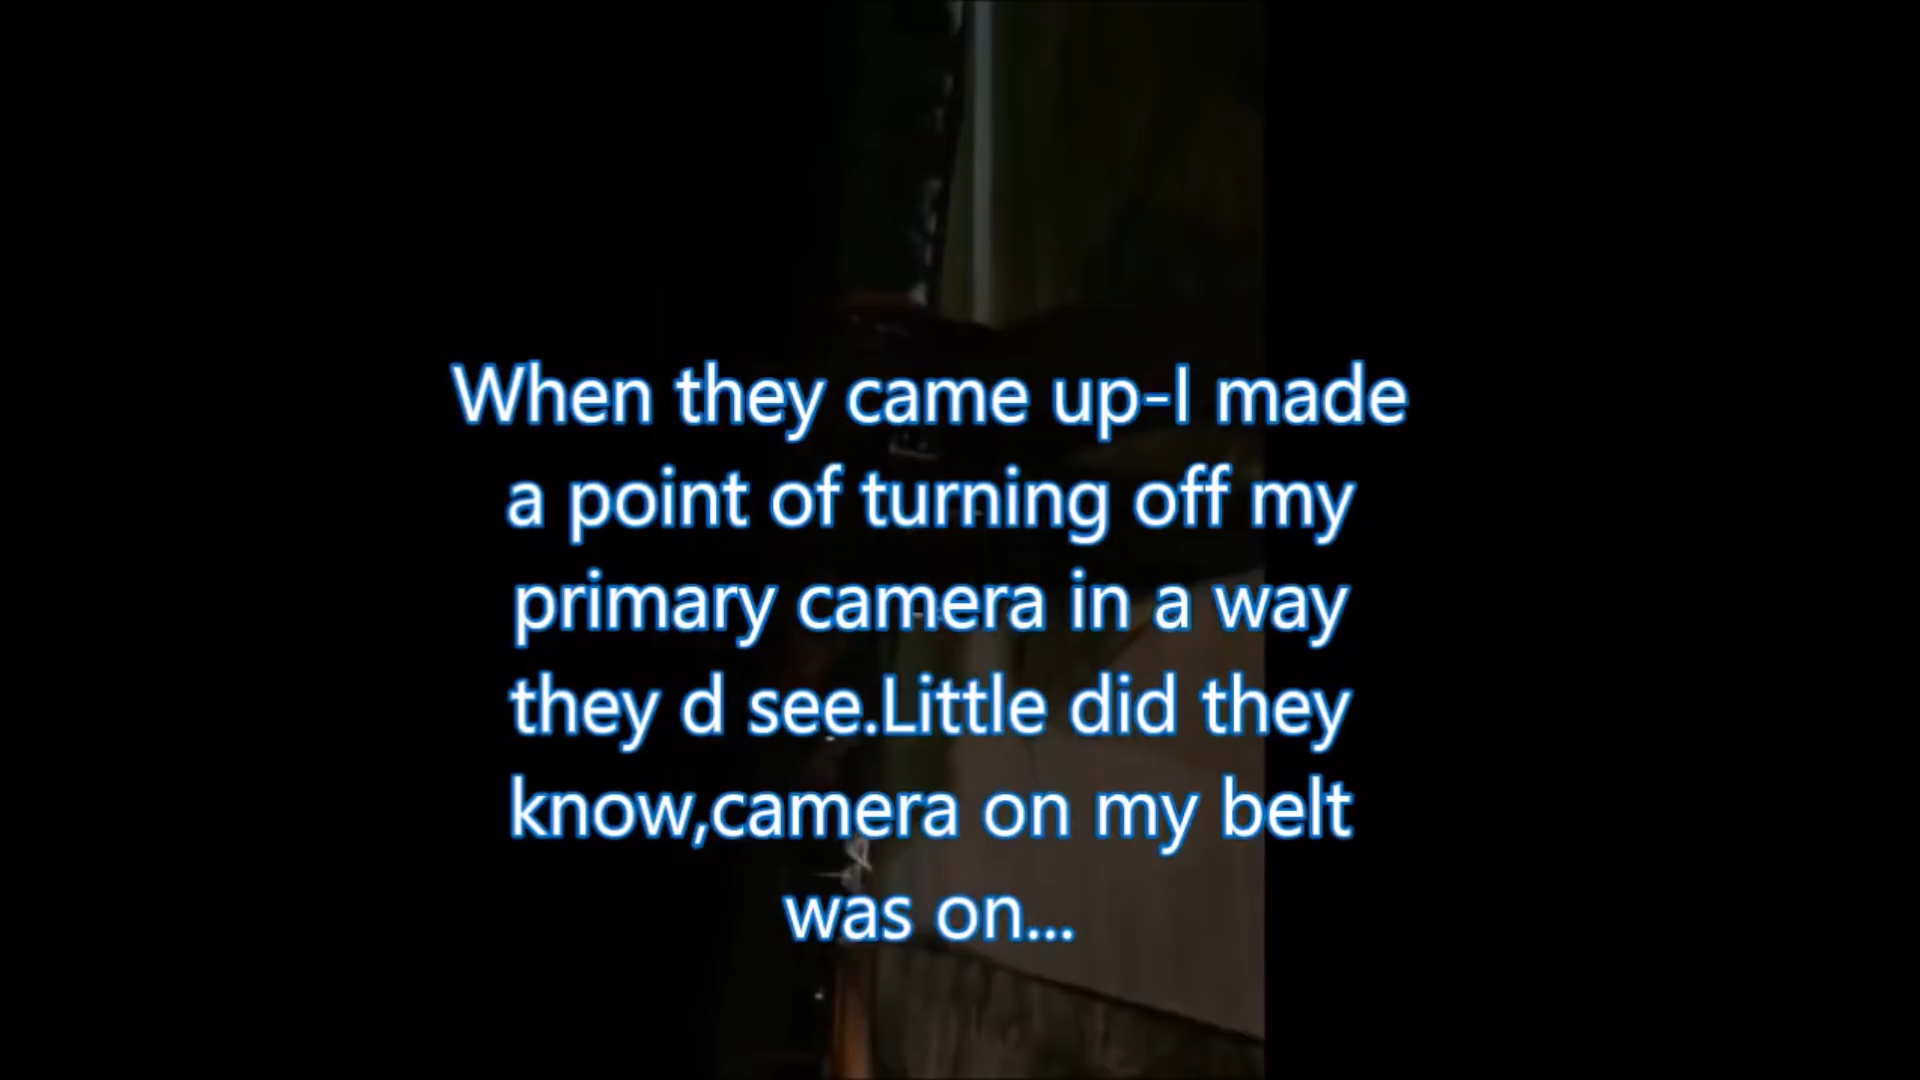 When they came up-I made
a point of turning off my
primary camera in a way
they d see.Little did they
know,camera on my belt
was on...